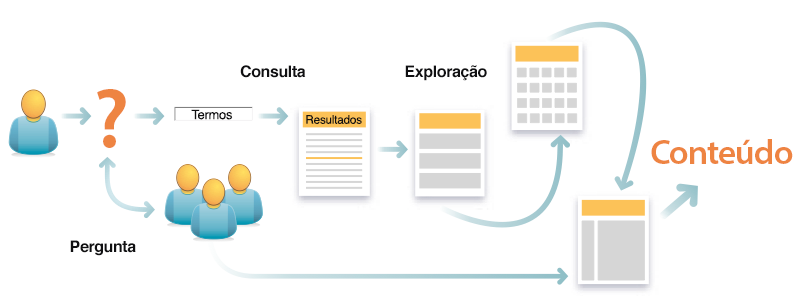 Consulta
Exploração
?
Termos
Resultados
Conteúdo
Pergunta